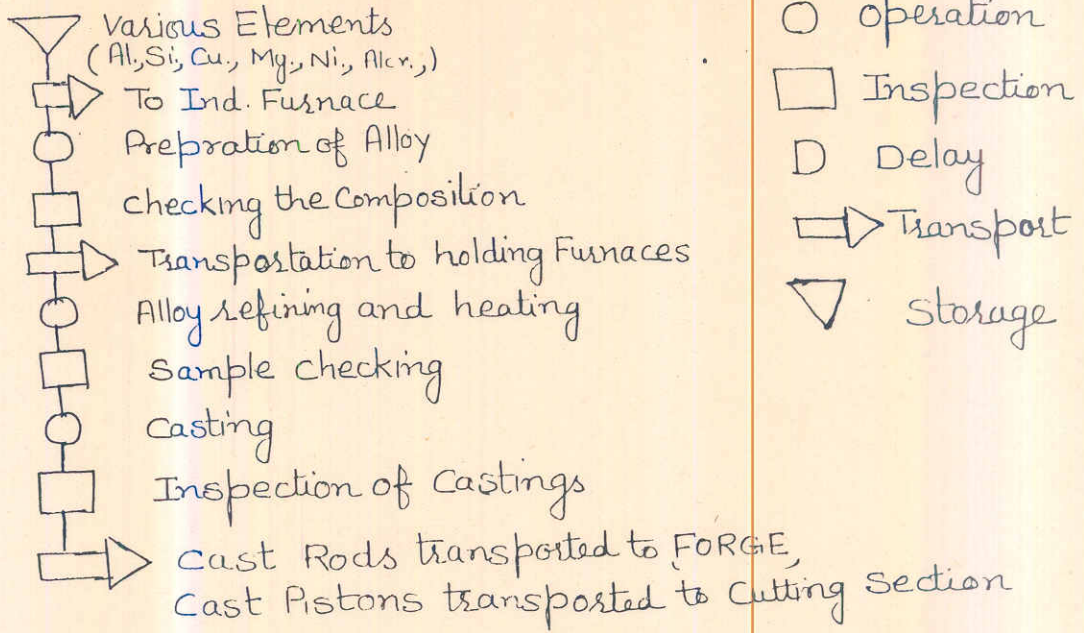 Various Elements
(Al., Si., Cu., Mg., Ni., Alcr.,)
To Ind. Furnace
Prepration of Alloy
checking the Composition
Transportation to holding Furnaces
Alloy refining and heating
Sample checking
Casting
Inspection of Castings
Cast Rods transported to FORGE,
Cast Pistons transported to Cutting Section
Operation
Inspection
D Delay
Transport
Storage